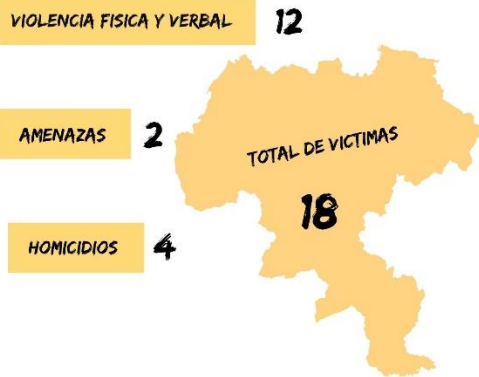 VIOLENCIA FISICA Y VERBAL 12
AMENAZAS 2
TOTAL DE VICTIMAS
18
HOMICIDIOS 4